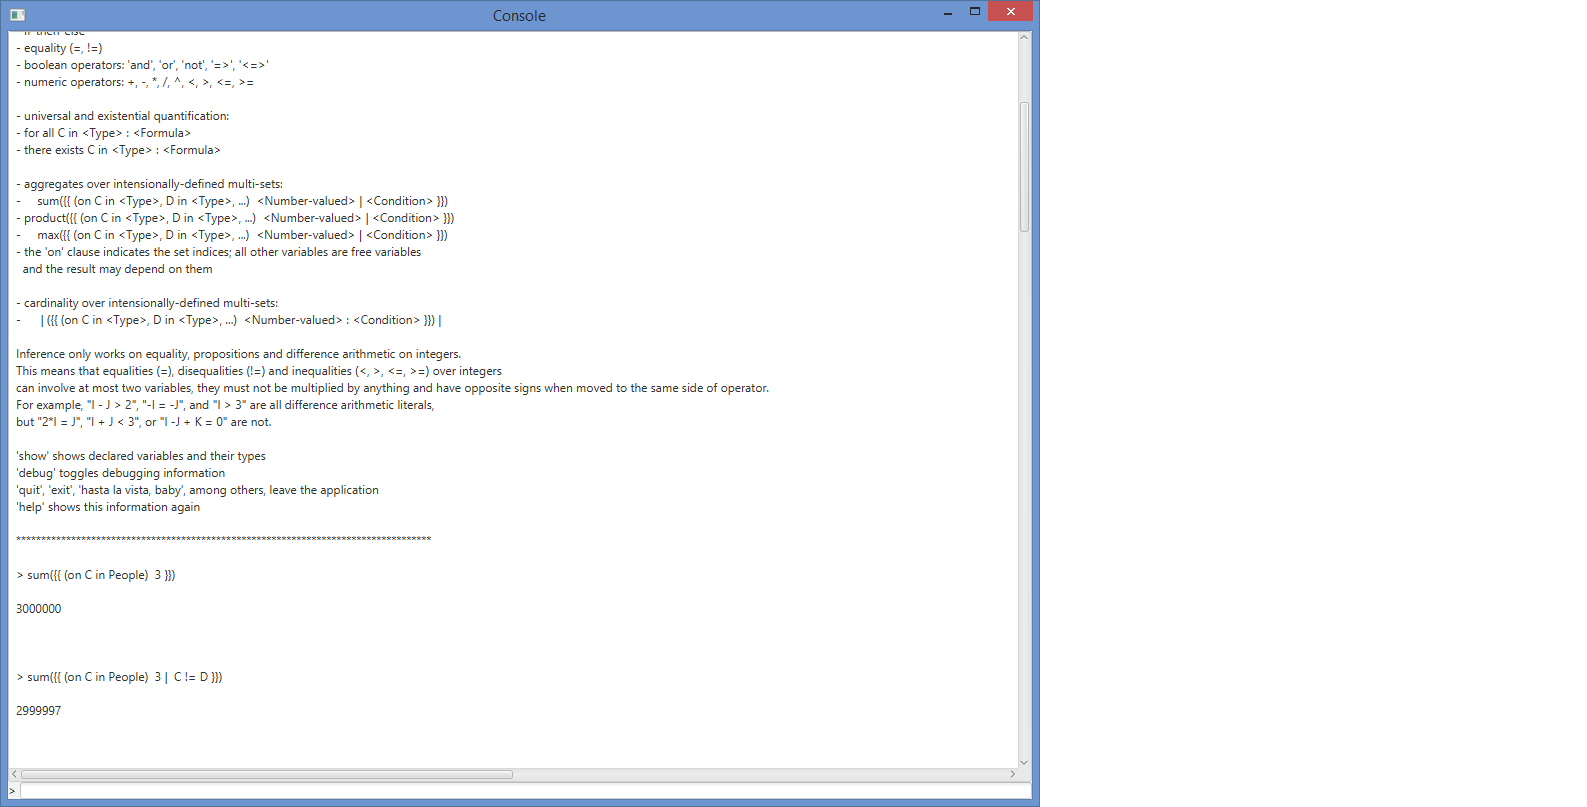 Console
if then else
- equality (=, !=)
- boolean operators: 'and', 'or', 'not', '=>', '<=>'
- numeric operators: +, -, *, /, ^, <, >, <=, >=
- universal and existential quantification:
- for all C in <Type> : <Formula>
- there exists C in <Type> : <Formula>
- aggregates over intensionally-defined multi-sets:
-     sum({{ (on C in <Type>, D in <Type>, ...)  <Number-valued> | <Condition> }})
- product({{ (on C in <Type>, D in <Type>, ...)  <Number-valued> | <Condition> }})
-     max({{ (on C in <Type>, D in <Type>, ...)  <Number-valued> | <Condition> }})
- the 'on' clause indicates the set indices; all other variables are free variables
  and the result may depend on them
- cardinality over intensionally-defined multi-sets:
-      | ({{ (on C in <Type>, D in <Type>, ...)  <Number-valued> : <Condition> }}) |
Inference only works on equality, propositions and difference arithmetic on integers.
This means that equalities (=), disequalities (!=) and inequalities (<, >, <=, >=) over integers
can involve at most two variables, they must not be multiplied by anything and have opposite signs when moved to the same side of operator.
For example, "I - J > 2", "-I = -J", and "I > 3" are all difference arithmetic literals,
but "2*I = J", "I + J < 3", or "I -J + K = 0" are not.
'show' shows declared variables and their types
'debug' toggles debugging information
'quit', 'exit', 'hasta la vista, baby', among others, leave the application
'help' shows this information again
***********************************************************************************
> sum({{ (on C in People)  3 }})
3000000
> sum({{ (on C in People)  3 |  C != D }})
2999997
>